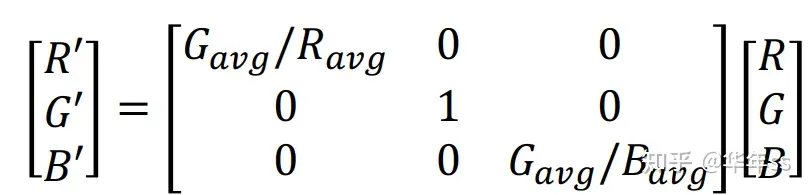 [R′ G′ B′] = [G_avg/R_avg 0 0; 0 1 0; 0 0 G_avg/B_avg] [R G B]
知乎 @华年ss